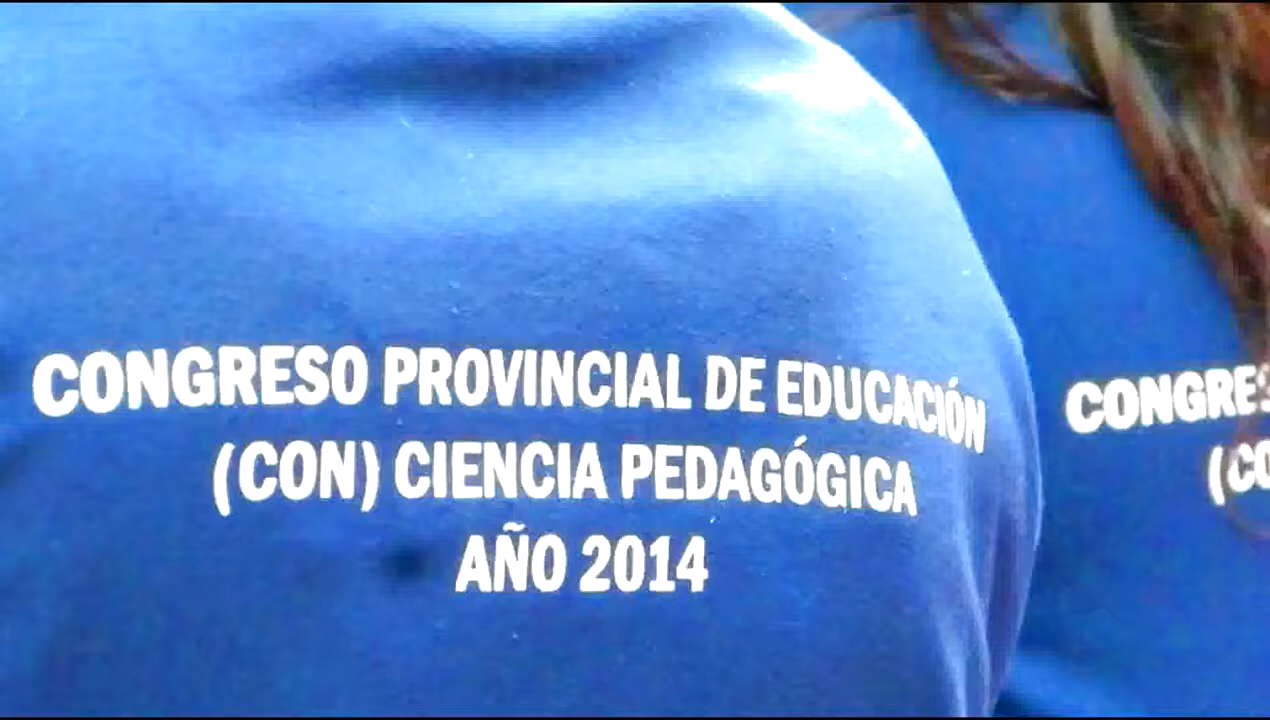 CONGRESO PROVINCIAL DE EDUCACIÓN
(CON) CIENCIA PEDAGÓGICA
AÑO 2014